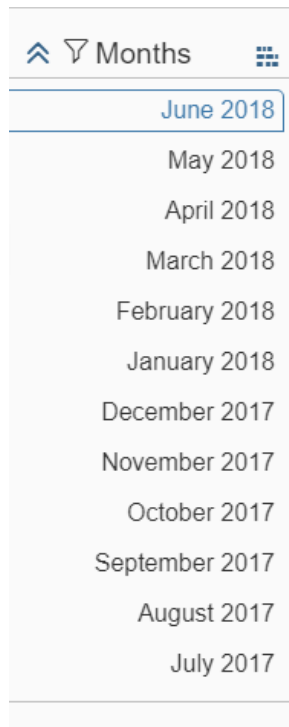 Months
June 2018
May 2018
April 2018
March 2018
February 2018
January 2018
December 2017
November 2017
October 2017
September 2017
August 2017
July 2017